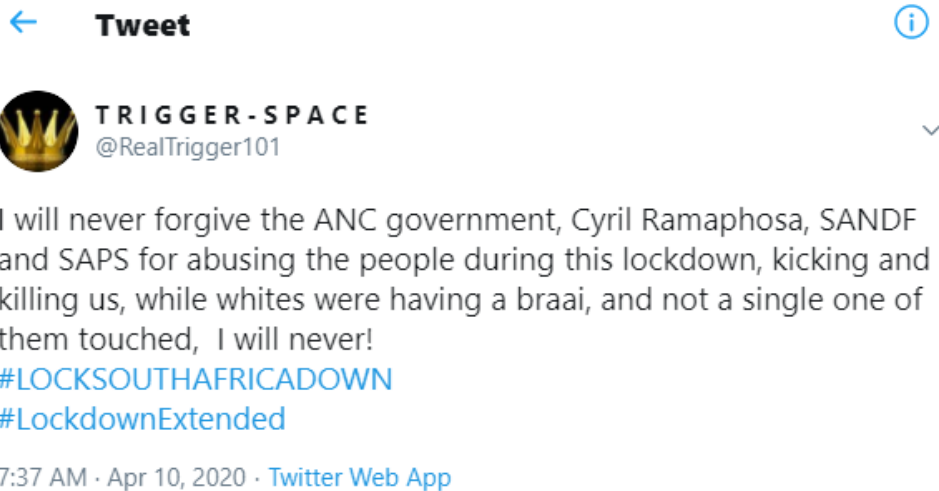 Tweet
T R I G G E R - S P A C E
@RealTrigger101
I will never forgive the ANC government, Cyril Ramaphosa, SANDF
and SAPS for abusing the people during this lockdown, kicking and
killing us, while whites were having a braai, and not a single one of
them touched,  I will never!
#LOCKSOUTHAFRICADOWN
#LockdownExtended
7:37 AM · Apr 10, 2020 · Twitter Web App